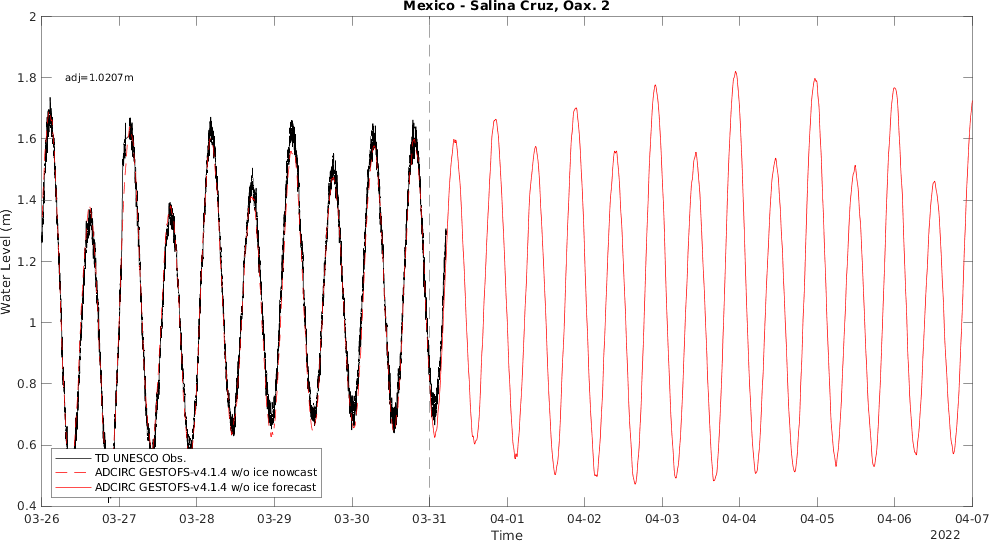 Mexico - Salina Cruz, Oax. 2
adj=1.0207m
Water Level (m)
2
1.8
1.6
1.4
1.2
1
0.8
0.6
0.4
TD UNESCO Obs.
ADCIRC GESTOFS-v4.1.4 w/o ice nowcast
ADCIRC GESTOFS-v4.1.4 w/o ice forecast
03-26 03-27 03-28 03-29 03-30 03-31 04-01 04-02 04-03 04-04 04-05 04-06 04-07
Time
2022